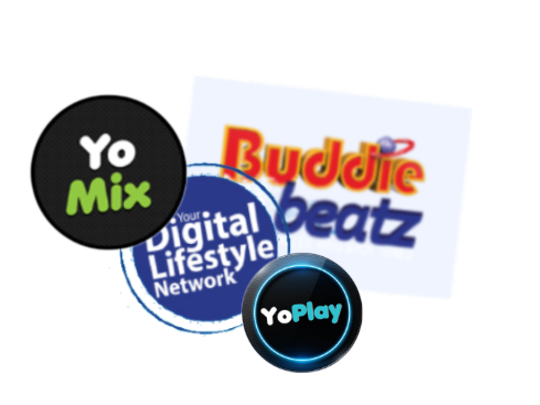 Yo
Mix
Buddie
beatz
Your
Digital
Lifestyle
Network
YoPlay